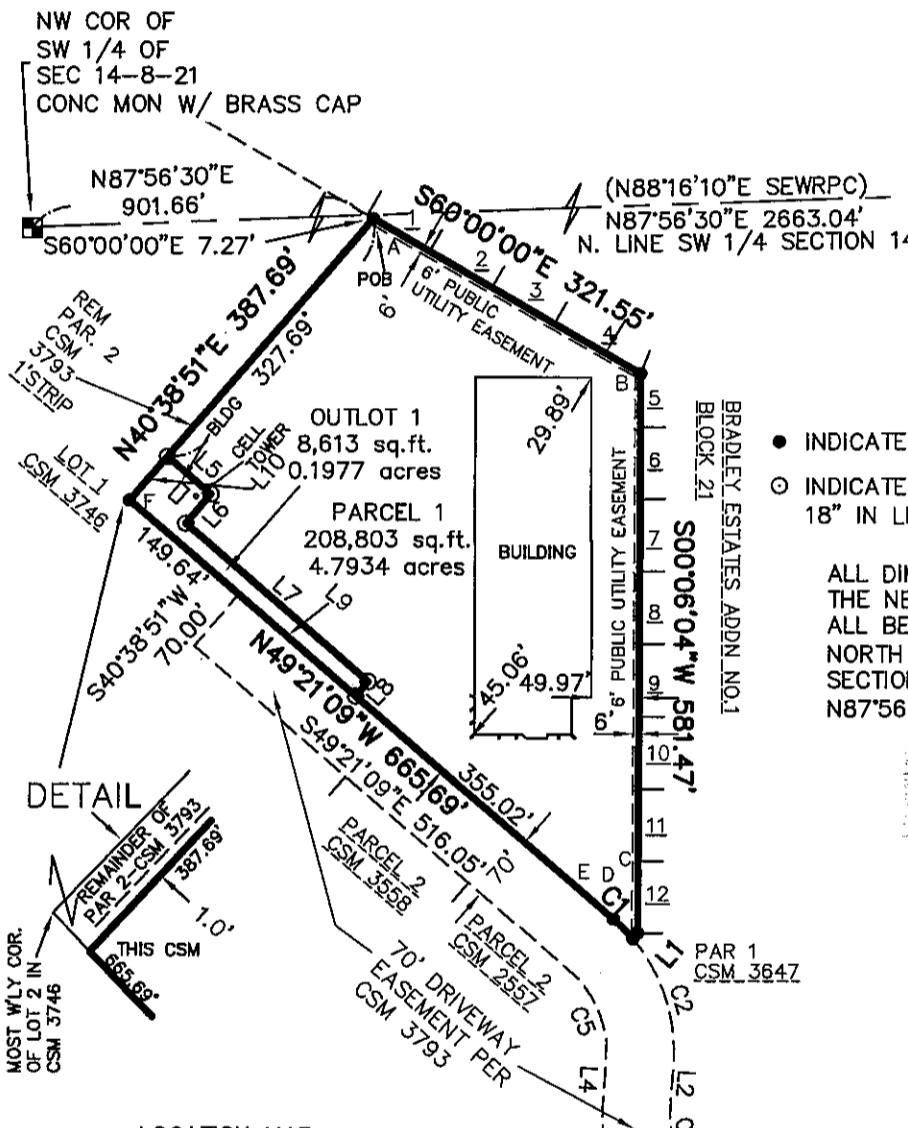 NW COR OF
SW 1/4 OF
SEC 14-8-21
CONC MON W/ BRASS CAP
N87°56'30"E
901.66'
S60°00'00"E 7.27'
(N88°16'10"E SEWRPC)
N87°56'30"E 2663.04'
N. LINE SW 1/4 SECTION 14
S60°00'00"E 321.55'
1
2
3
4
A
POB
6'
6' PUBLIC
UTILITY EASEMENT
B
N40°38'51"E 387.69'
327.69'
REM
PAR. 2
CSM
3793
1'STRIP
LOT 1
CSM 3746
BLDG
CELL
TOWER
L5
L10
L6
F
OUTLOT 1
8,613 sq.ft.
0.1977 acres
PARCEL 1
208,803 sq.ft.
4.7934 acres
29.89'
BUILDING
45.06'
49.97'
6'
6' PUBLIC UTILITY EASEMENT
5
6
7
8
9
10
11
12
S00°06'04"W 581.47'
BRADLEY ESTATES ADDN NO.1
BLOCK 21
INDICATE
INDICATE
18" IN L
ALL DI
THE NE
ALL BE
NORTH
SECTION
N87°56
149.64'
S40°38'51"W
70.00'
L7
L9
L8
N49°21'09"W 665.69'
S49°21'09"E 516.05'
355.02'
70'
PARCEL 2
CSM 3558
PARCEL 2
CSM 2557
E
D
C
C1
L1
PAR 1
CSM 3647
C2
L2
C5
L4
70' DRIVEWAY
EASEMENT PER
CSM 3793
DETAIL
REMAINDER OF
PAR 2-CSM 3793
387.69'
1.0'
THIS CSM
665.69'
MOST W'LY COR.
OF LOT 2 IN
CSM 3746